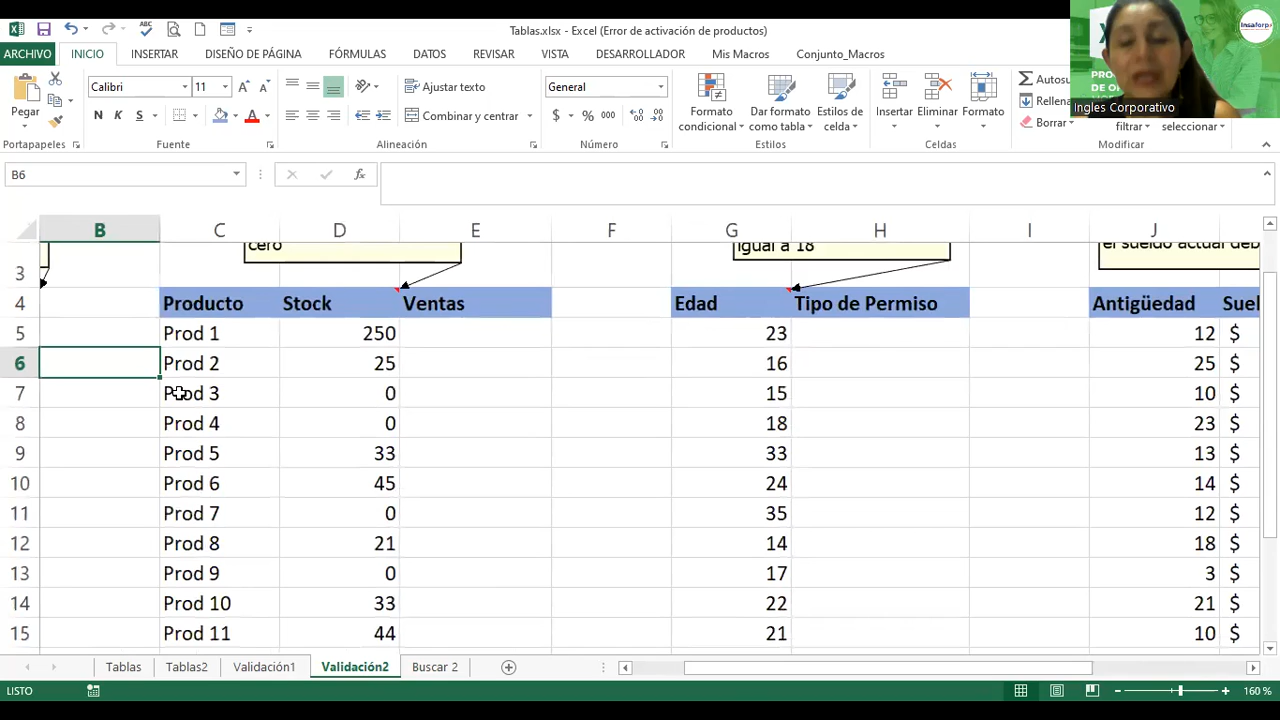 Tablas.xlsx - Excel (Error de activación de productos)
ARCHIVO INICIO INSERTAR DISEÑO DE PÁGINA FÓRMULAS DATOS REVISAR VISTA DESARROLLADOR Mis Macros Conjunto_Macros
Pegar
Portapapeles
Calibri 11
N K S
Fuente
Ajustar texto
Combinar y centrar
Alineación
General
$ % 000
Número
Formato condicional
Dar formato como tabla
Estilos de celda
Estilos
Insertar
Eliminar
Formato
Celdas
Borrar
filtrar
seleccionar
Modificar
Insaforp
Ingles Corporativo
B6
fx
B C D E F G H I J
cero
igual a 18
3
4 Producto Stock Ventas Edad Tipo de Permiso Antigüedad
5 Prod 1 250 23 12 $
6 Prod 2 25 16 25 $
7 Prod 3 0 15 10 $
8 Prod 4 0 18 23 $
9 Prod 5 33 33 13 $
10 Prod 6 45 24 14 $
11 Prod 7 0 35 12 $
12 Prod 8 21 14 18 $
13 Prod 9 0 17 3 $
14 Prod 10 33 22 21 $
15 Prod 11 44 21 10 $
Tablas Tablas2 Validación1 Validación2 Buscar 2
LISTO
160 %